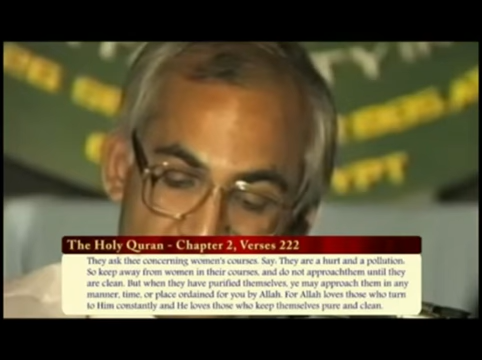 YPT
The Holy Quran - Chapter 2, Verses 222
They ask thee concerning women's courses. Say: They are a hurt and a pollution.
So keep away from women in their courses, and do not approachthem until they
are clean. But when they have purified themselves, ye may approach them in any
manner, time, or place ordained for you by Allah. For Allah loves those who turn
to Him constantly and He loves those who keep themselves pure and clean.